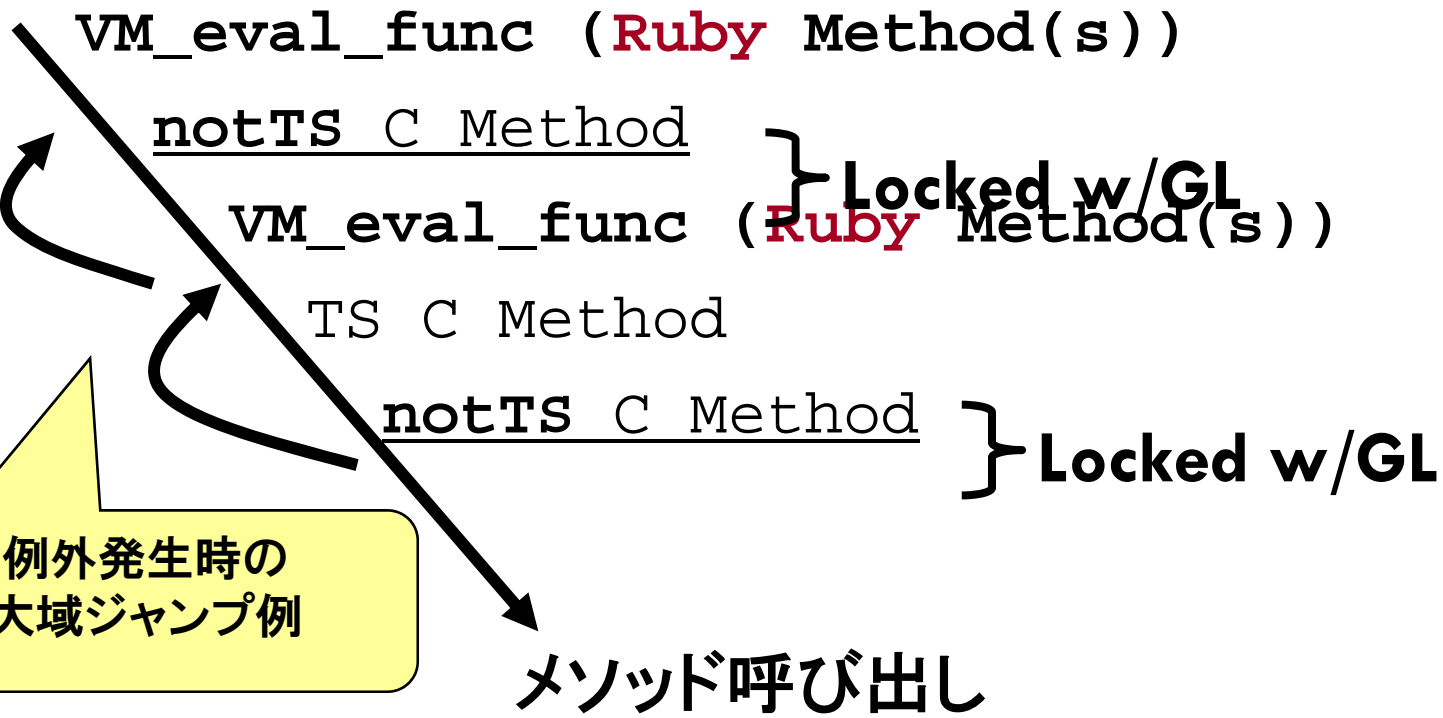 VM_eval_func (Ruby Method(s))
notTS C Method
Locked w/GL
VM_eval_func (Ruby Method(s))
TS C Method
notTS C Method
Locked w/GL
例外発生時の
大域ジャンプ例
メソッド呼び出し